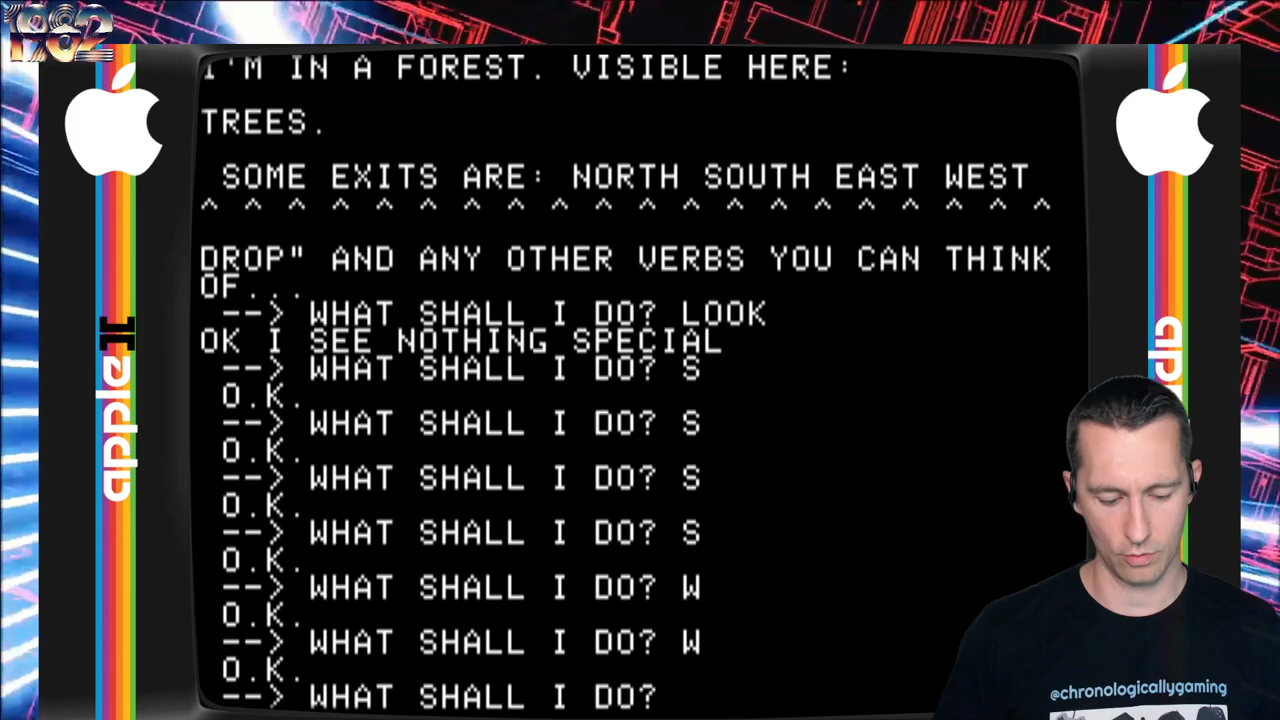 1982
I'M IN A FOREST. VISIBLE HERE:
TREES.
SOME EXITS ARE: NORTH SOUTH EAST WEST
^ ^ ^ ^ ^ ^ ^ ^ ^ ^ ^ ^ ^ ^ ^ ^ ^ ^ ^ ^
DROP" AND ANY OTHER VERBS YOU CAN THINK
OF...
--> WHAT SHALL I DO? LOOK
OK I SEE NOTHING SPECIAL
--> WHAT SHALL I DO? S
O.K.
--> WHAT SHALL I DO? S
O.K.
--> WHAT SHALL I DO? S
O.K.
--> WHAT SHALL I DO? S
O.K.
--> WHAT SHALL I DO? W
O.K.
--> WHAT SHALL I DO? W
O.K.
--> WHAT SHALL I DO?
apple ][
@chronologicallygaming